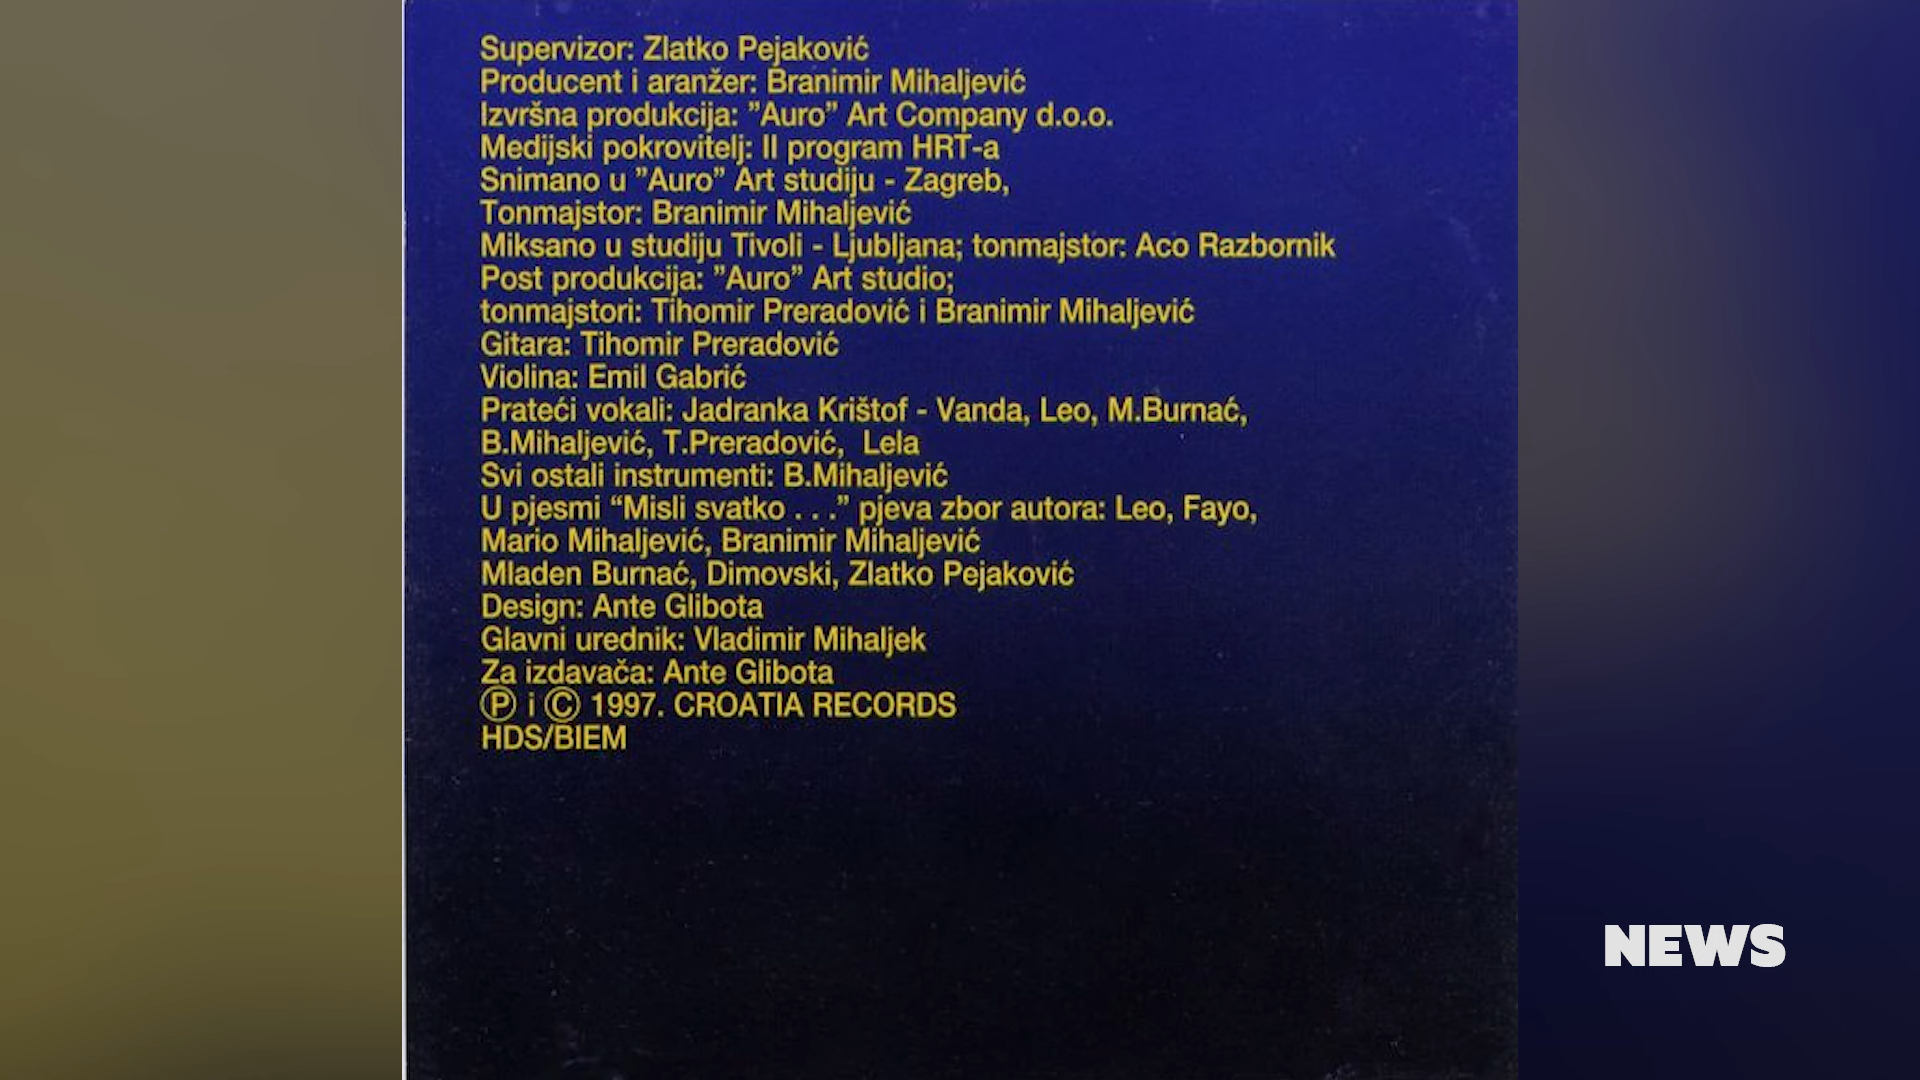 Supervizor: Zlatko Pejaković
Producent i aranžer: Branimir Mihaljević
Izvršna produkcija: ”Auro” Art Company d.o.o.
Medijski pokrovitelj: II program HRT-a
Snimano u ”Auro” Art studiju - Zagreb,
Tonmajstor: Branimir Mihaljević
Miksano u studiju Tivoli - Ljubljana; tonmajstor: Aco Razbornik
Post produkcija: ”Auro” Art studio;
tonmajstori: Tihomir Preradović i Branimir Mihaljević
Gitara: Tihomir Preradović
Violina: Emil Gabrić
Prateći vokali: Jadranka Krištof - Vanda, Leo, M.Burnać,
B.Mihaljević, T.Preradović, Lela
Svi ostali instrumenti: B.Mihaljević
U pjesmi “Misli svatko . . .” pjeva zbor autora: Leo, Fayo,
Mario Mihaljević, Branimir Mihaljević
Mladen Burnać, Dimovski, Zlatko Pejaković
Design: Ante Glibota
Glavni urednik: Vladimir Mihaljek
Za izdavača: Ante Glibota
Ⓟ i Ⓒ 1997. CROATIA RECORDS
HDS/BIEM
NEWS